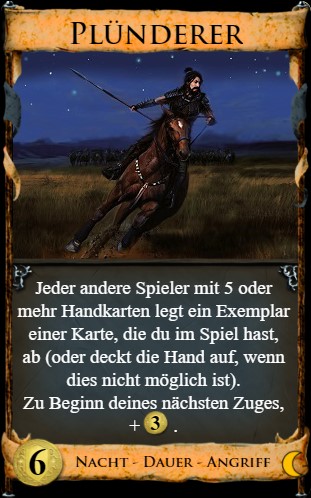 PLÜNDERER
Jeder andere Spieler mit 5 oder
mehr Handkarten legt ein Exemplar
einer Karte, die du im Spiel hast,
ab (oder deckt die Hand auf, wenn
dies nicht möglich ist).
Zu Beginn deines nächsten Zuges,
+ 3 .
6 NACHT - DAUER - ANGRIFF